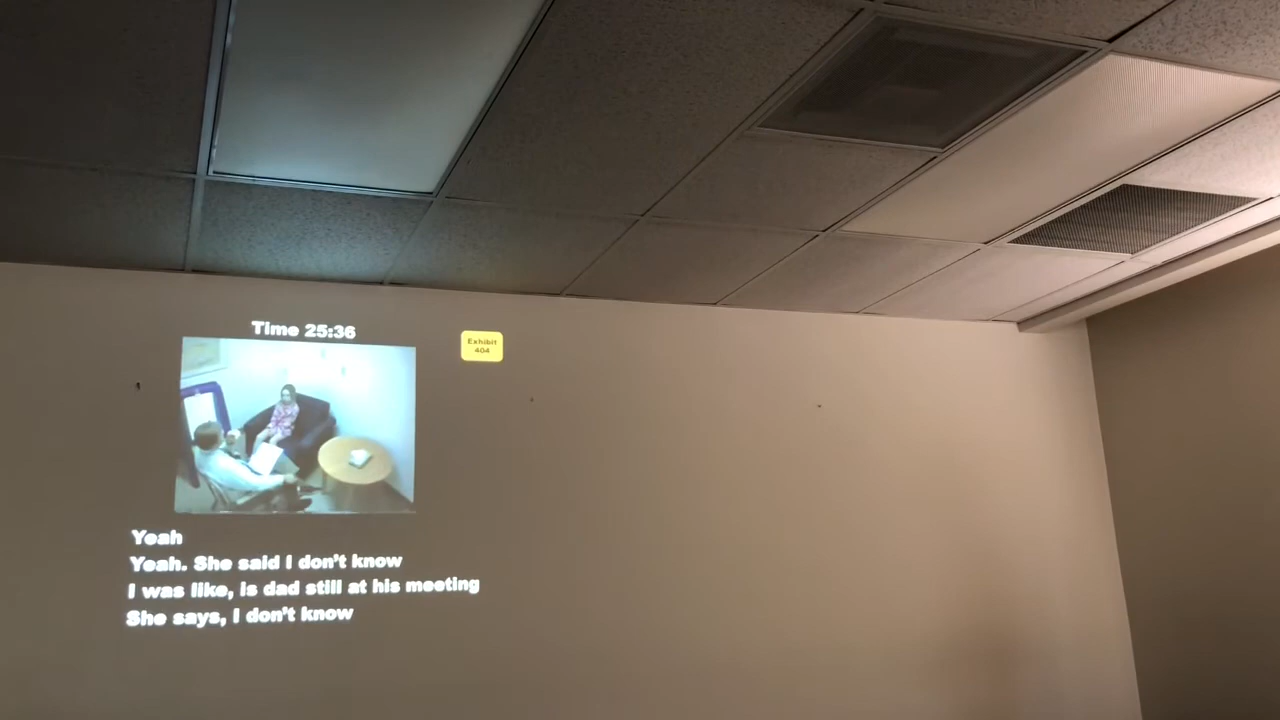 Time 25:36
Exhibit
404
Yeah
Yeah. She said I don't know
I was like, is dad still at his meeting
She says, I don't know